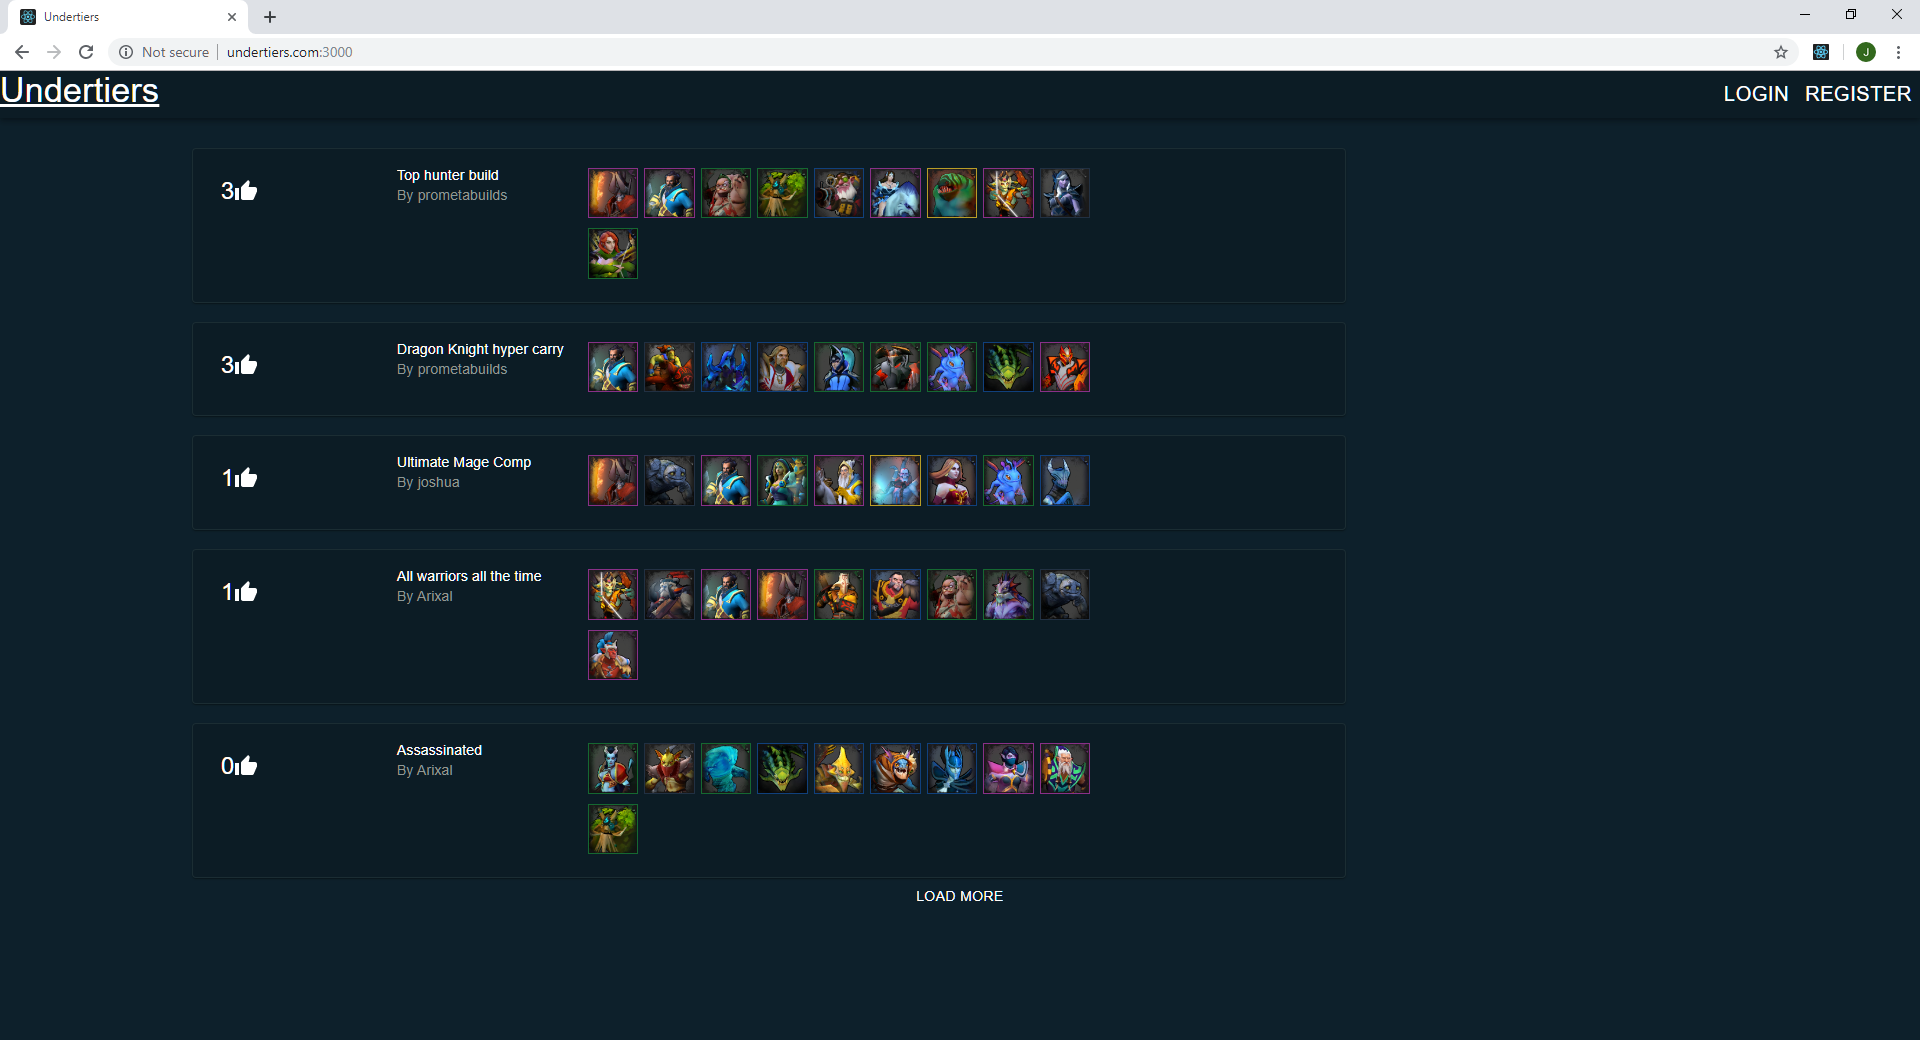 Undertiers
Not secure | undertiers.com:3000
J
Undertiers
LOGIN REGISTER
3
Top hunter build
By prometabuilds
3
Dragon Knight hyper carry
By prometabuilds
1
Ultimate Mage Comp
By joshua
1
All warriors all the time
By Arixal
0
Assassinated
By Arixal
LOAD MORE